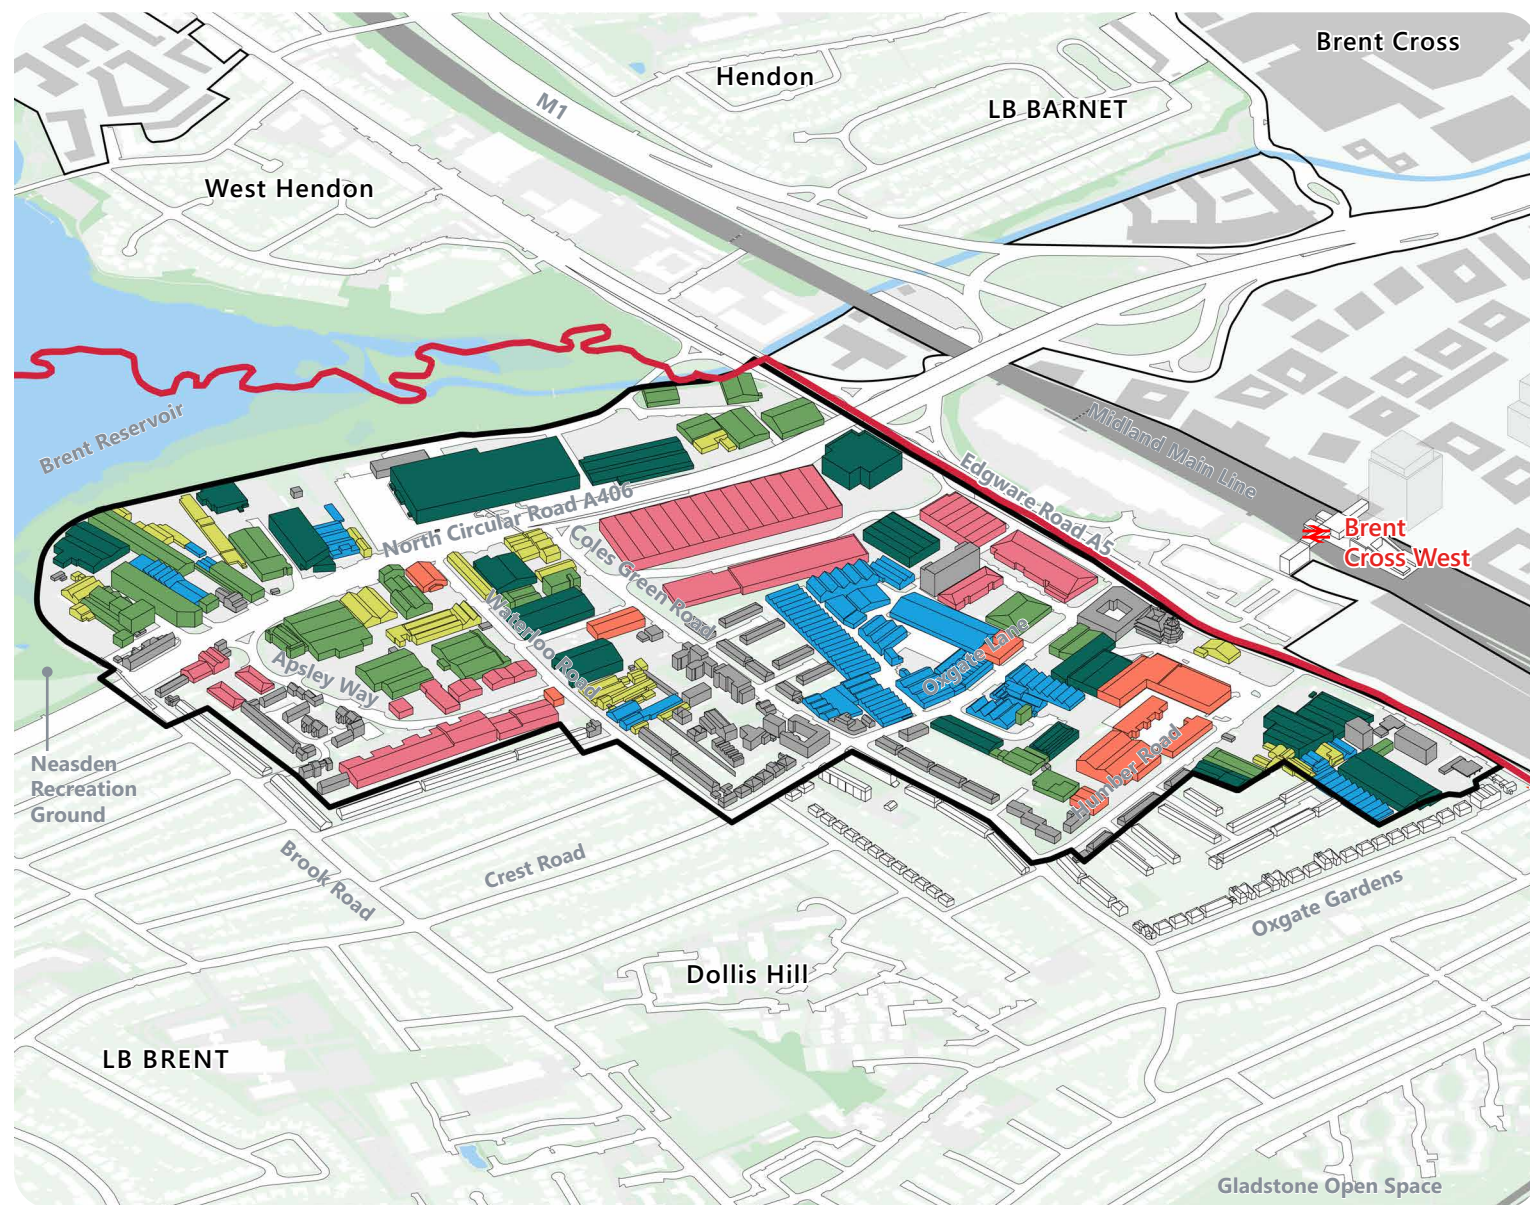 Brent Cross
Hendon
M1
LB BARNET
West Hendon
Brent Reservoir
Midland Main Line
Edgware Road A5
North Circular Road A406
Brent
Cross West
Coles Green Road
Waterloo Road
Oxgate Lane
Apsley Way
Humber Road
Neasden
Recreation
Ground
Brook Road
Crest Road
Oxgate Gardens
Dollis Hill
LB BRENT
Gladstone Open Space